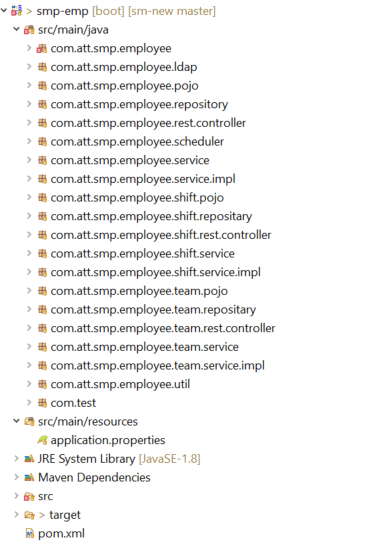 > smp-emp [boot] [sm-new master]
src/main/java
com.att.smp.employee
com.att.smp.employee.ldap
com.att.smp.employee.pojo
com.att.smp.employee.repository
com.att.smp.employee.rest.controller
com.att.smp.employee.scheduler
com.att.smp.employee.service
com.att.smp.employee.service.impl
com.att.smp.employee.shift.pojo
com.att.smp.employee.shift.repositary
com.att.smp.employee.shift.rest.controller
com.att.smp.employee.shift.service
com.att.smp.employee.shift.service.impl
com.att.smp.employee.team.pojo
com.att.smp.employee.team.repositary
com.att.smp.employee.team.rest.controller
com.att.smp.employee.team.service
com.att.smp.employee.team.service.impl
com.att.smp.employee.util
com.test
src/main/resources
application.properties
JRE System Library [JavaSE-1.8]
Maven Dependencies
src
> target
pom.xml